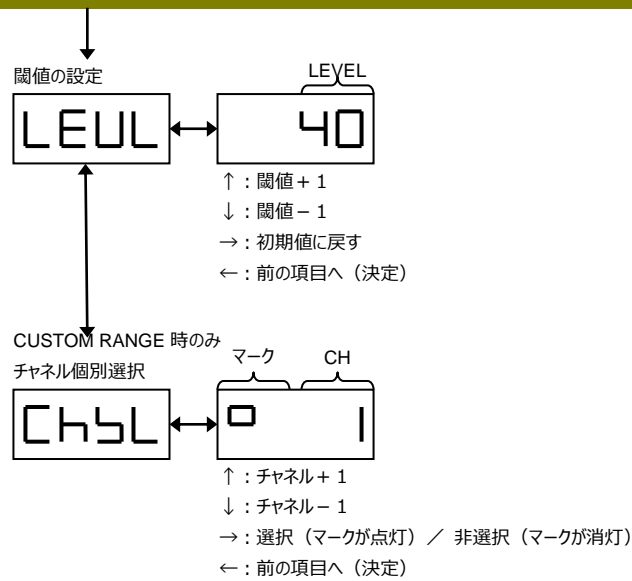 閾値の設定
LEVEL
LEUL
40
↑：閾値＋1
↓：閾値－1
→：初期値に戻す
←：前の項目へ（決定）
CUSTOM RANGE 時のみ
チャネル個別選択
マーク CH
ChSL
1
↑：チャネル＋1
↓：チャネル－1
→：選択（マークが点灯）／ 非選択（マークが消灯）
←：前の項目へ（決定）